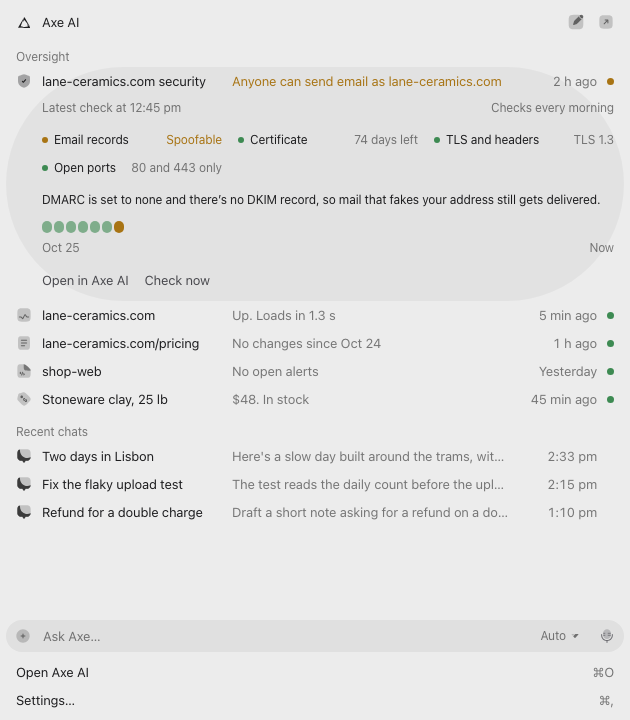 Axe AI
Oversight
lane-ceramics.com security Anyone can send email as lane-ceramics.com 2 h ago
Latest check at 12:45 pm Checks every morning
Email records Spoofable Certificate 74 days left TLS and headers TLS 1.3
Open ports 80 and 443 only
DMARC is set to none and there's no DKIM record, so mail that fakes your address still gets delivered.
Oct 25 Now
Open in Axe AI Check now
lane-ceramics.com Up. Loads in 1.3 s 5 min ago
lane-ceramics.com/pricing No changes since Oct 24 1 h ago
shop-web No open alerts Yesterday
Stoneware clay, 25 lb $48. In stock 45 min ago
Recent chats
Two days in Lisbon Here's a slow day built around the trams, wit... 2:33 pm
Fix the flaky upload test The test reads the daily count before the upl... 2:15 pm
Refund for a double charge Draft a short note asking for a refund on a do... 1:10 pm
Ask Axe... Auto
Open Axe AI ⌘O
Settings... ⌘,